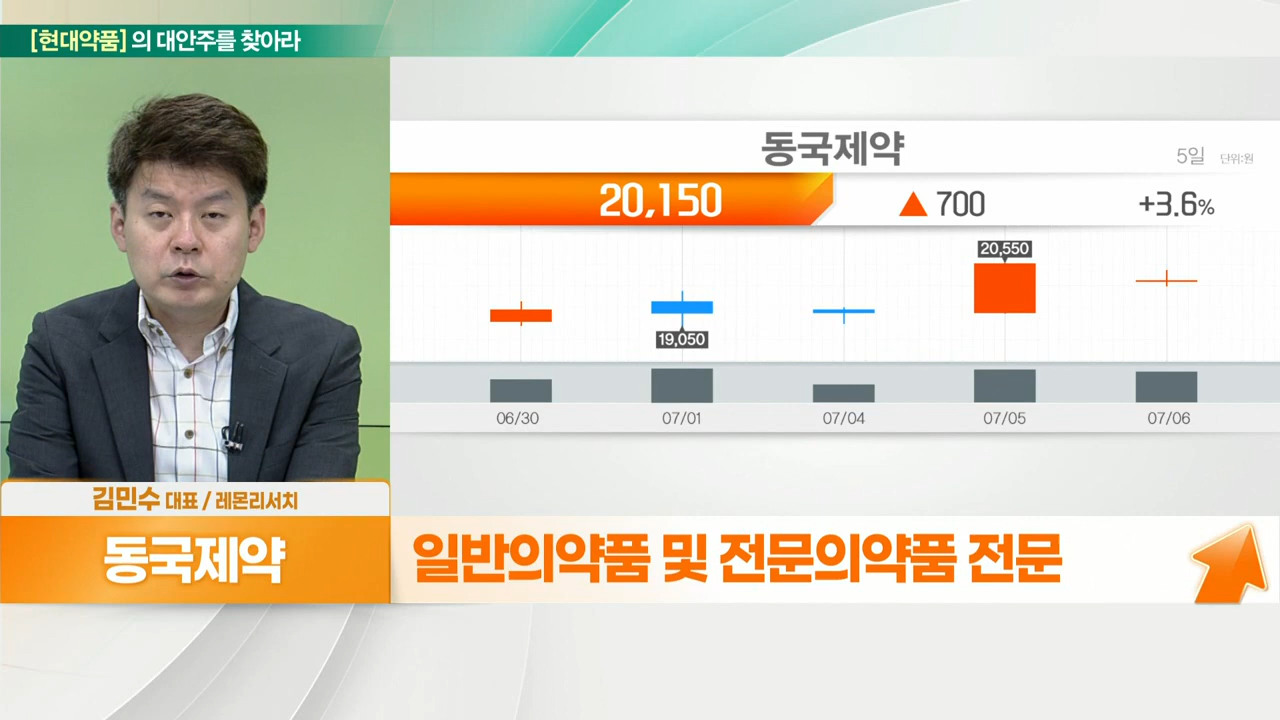 [현대약품]의 대안주를 찾아라
동국제약
5일 단위:원
20,150 ▲700 +3.6%
20,550
19,050
06/30 07/01 07/04 07/05 07/06
김민수 대표 / 레몬리서치
동국제약
일반의약품 및 전문의약품 전문